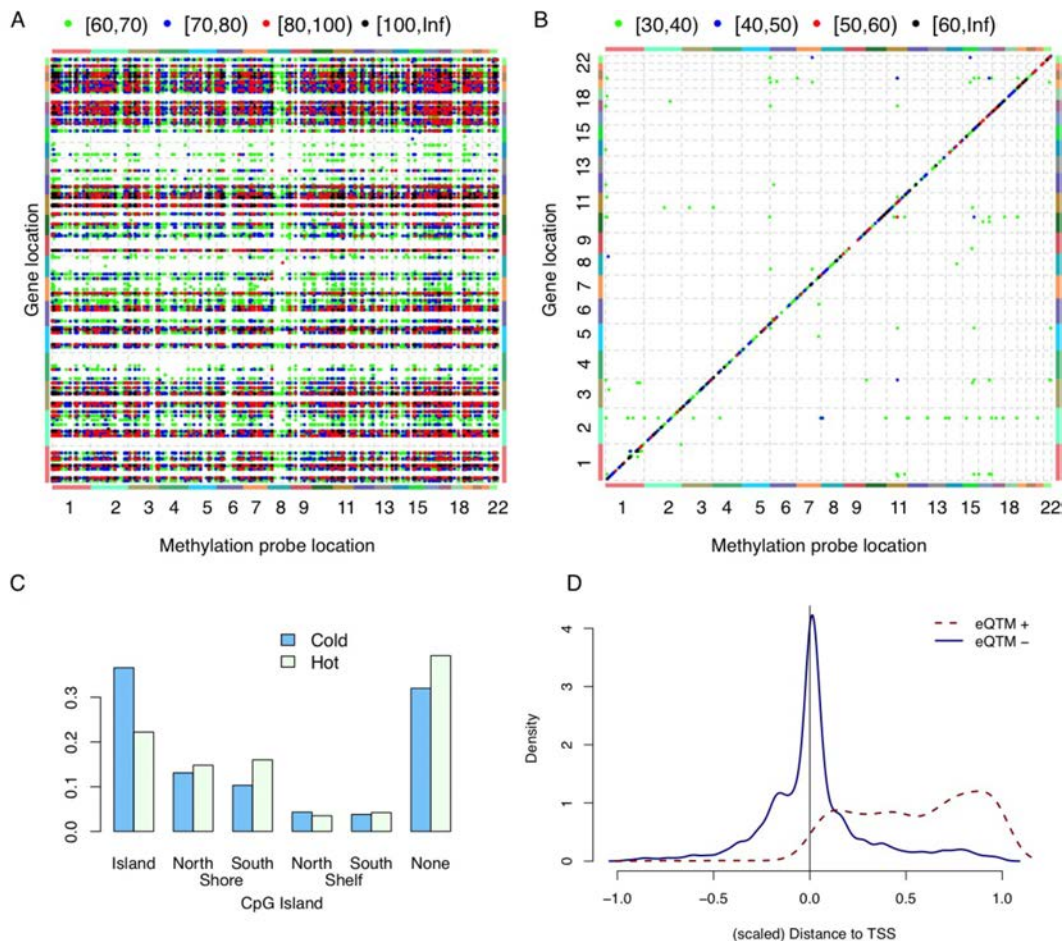 A
[60,70) [70,80) [80,100) [100,Inf)
Gene location
1 2 3 4 5 6 7 8 9 11 13 15 18 22
Methylation probe location
B
[30,40) [40,50) [50,60) [60,Inf)
22
18
15
13
11
9
8
7
6
5
4
3
2
1
Gene location
1 2 3 4 5 6 7 8 9 11 13 15 18 22
Methylation probe location
C
Cold
Hot
0.3
0.2
0.1
0.0
Island North South North South None
Shore Shelf
CpG Island
D
eQTM +
eQTM −
4
3
2
1
0
Density
−1.0 −0.5 0.0 0.5 1.0
(scaled) Distance to TSS